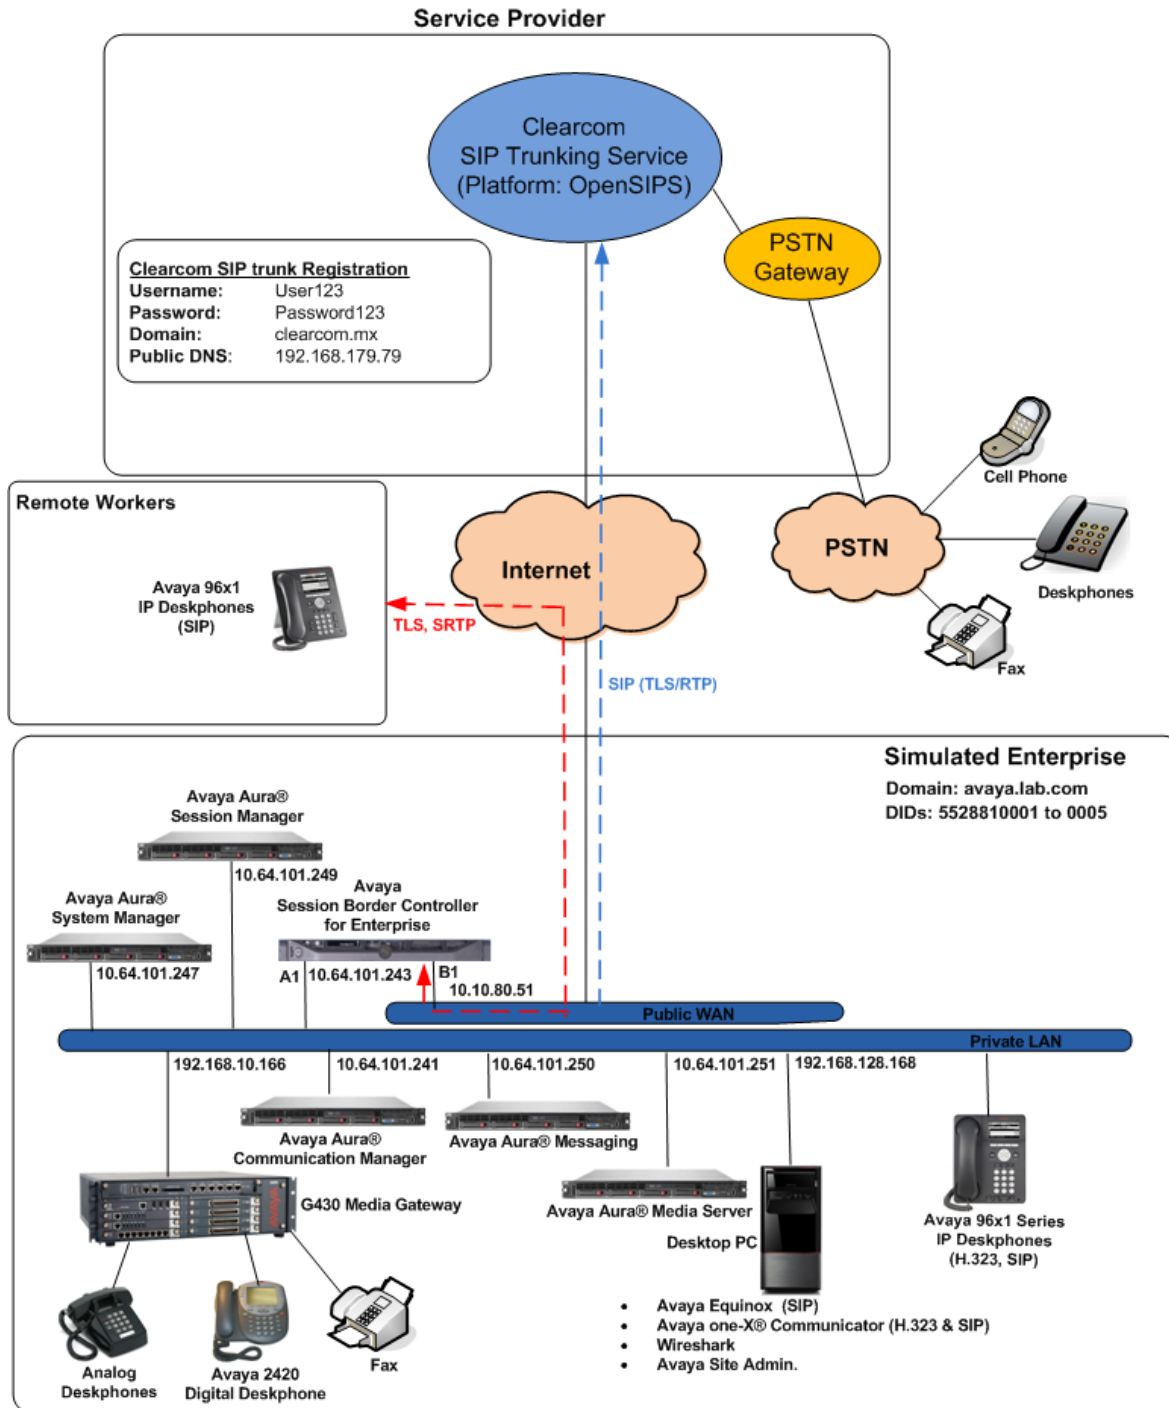 Service Provider
Clearcom
SIP Trunking Service
(Platform: OpenSIPS)
PSTN
Gateway
Clearcom SIP trunk Registration
Username: User123
Password: Password123
Domain: clearcom.mx
Public DNS: 192.168.179.79
Cell Phone
Remote Workers
Internet
PSTN
Avaya 96x1
IP Deskphones
(SIP)
Deskphones
TLS, SRTP
Fax
SIP (TLS/RTP)
Simulated Enterprise
Domain: avaya.lab.com
DIDs: 5528810001 to 0005
Avaya Aura®
Session Manager
10.64.101.249
Avaya Aura®
System Manager
10.64.101.247
Avaya
Session Border Controller
for Enterprise
A1 10.64.101.243 B1
10.10.80.51
Public WAN
Private LAN
192.168.10.166
10.64.101.241
10.64.101.250
10.64.101.251
192.168.128.168
Avaya Aura®
Communication Manager
Avaya Aura® Messaging
Avaya Aura® Media Server
G430 Media Gateway
Desktop PC
Avaya 96x1 Series
IP Deskphones
(H.323, SIP)
• Avaya Equinox (SIP)
• Avaya one-X® Communicator (H.323 & SIP)
• Wireshark
• Avaya Site Admin.
Analog
Deskphones
Avaya 2420
Digital Deskphone
Fax